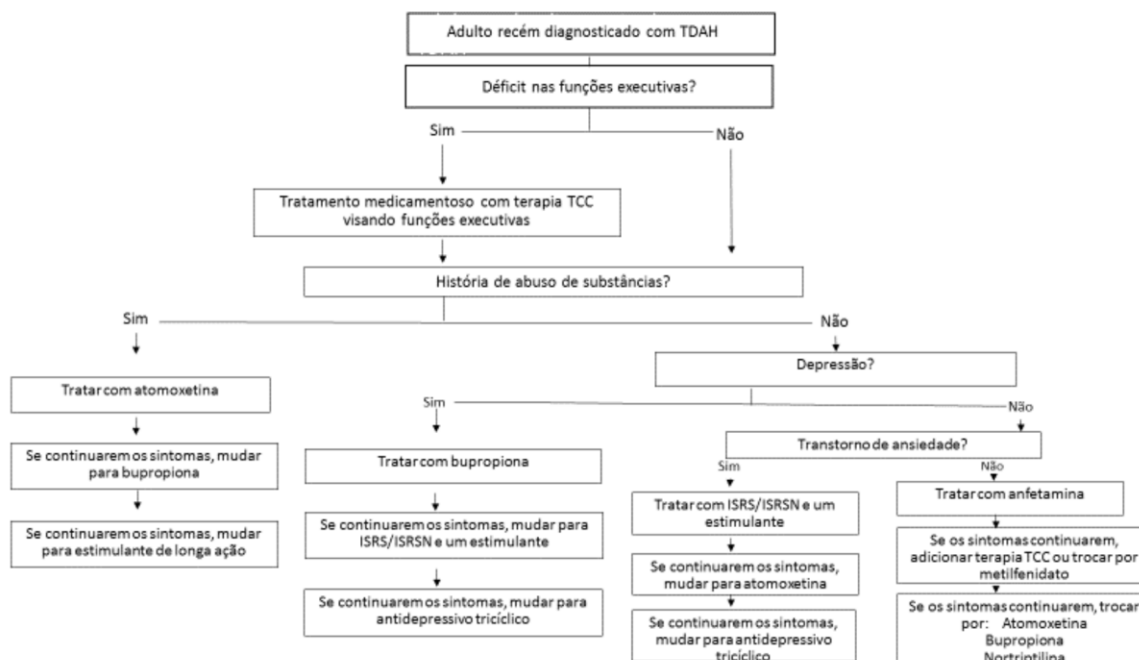 Adulto recém diagnosticado com TDAH
Déficit nas funções executivas?
Sim
Não
Tratamento medicamentoso com terapia TCC
visando funções executivas
História de abuso de substâncias?
Sim
Não
Depressão?
Tratar com atomoxetina
Sim
Não
Se continuarem os sintomas, mudar
para bupropiona
Tratar com bupropiona
Transtorno de ansiedade?
Sim
Não
Se continuarem os sintomas, mudar
para estimulante de longa ação
Se continuarem os sintomas, mudar para
ISRS/ISRSN e um estimulante
Tratar com ISRS/ISRSN e um
estimulante
Tratar com anfetamina
Se continuarem os sintomas, mudar para
antidepressivo tricíclico
Se continuarem os sintomas,
mudar para atomoxetina
Se os sintomas continuarem,
adicionar terapia TCC ou trocar por
metilfenidato
Se continuarem os sintomas,
mudar para antidepressivo
tricíclico
Se os sintomas continuarem, trocar
por: Atomoxetina
Bupropiona
Nortriptilina